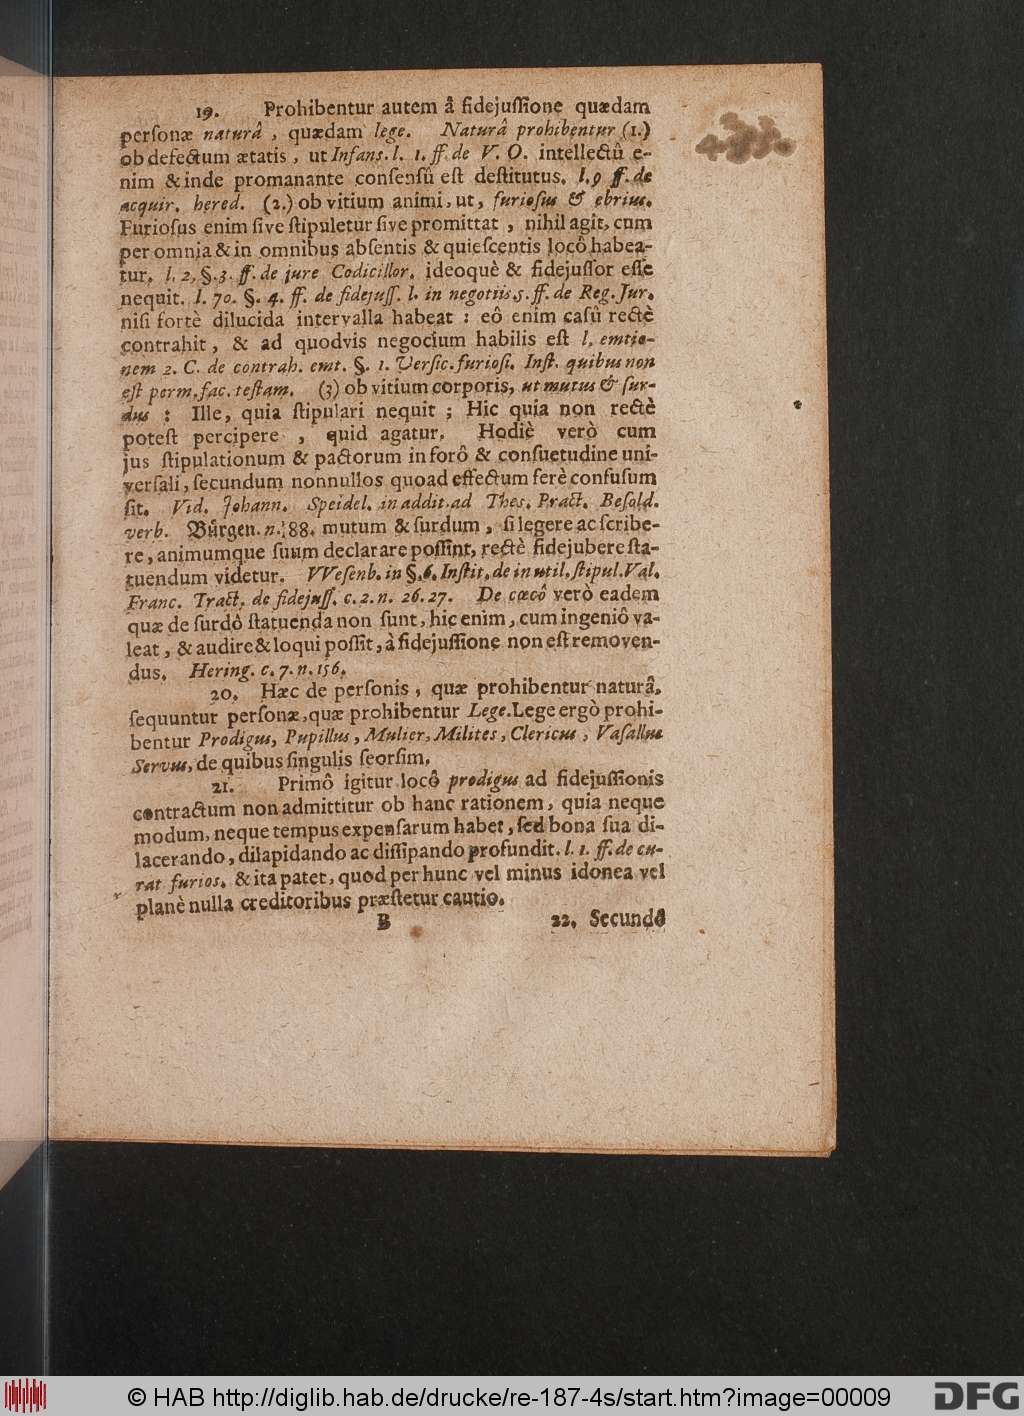 19. Prohibentur autem â fidejuſſione quædam
perſonæ naturâ, quædam lege. Naturâ prohibentur (1.)
ob defectum ætatis, ut Infans. l. 1. ff. de V. O. intellectû e-
nim & inde promanante conſenſû eſt deſtitutus. l. 9 ff. de
acquir. hered. (2.) ob vitium animi, ut, furioſus & ebrius.
Furioſus enim ſive ſtipuletur ſive promittat, nihil agit, cum
per omnia & in omnibus abſentis & quieſcentis locô habea-
tur. l. 2. §. 3. ff. de jure Codicillor. ideoquè & fidejuſſor eſſe
nequit. l. 70. §. 4. ff. de fidejuſſ. l. in negotiis. 5. ff. de Reg. Jur.
niſi fortè dilucida intervalla habeat : eô enim caſû rectè
contrahit, & ad quodvis negocium habilis eſt l. emtio-
nem 2. C. de contrah. emt. §. 1. Verſic. furioſi. Inſt. quibus non
eſt perm. fac. teſtam. (3) ob vitium corporis, ut mutus & ſur-
dus : Ille, quia ſtipulari nequit ; Hic quia non rectè
poteſt percipere, quid agatur. Hodiè verò cum
jus ſtipulationum & pactorum in forô & conſuetudine uni-
verſali, ſecundum nonnullos quoad effectum ferè confuſum
ſit. Vid. Johann. Speidel. in addit. ad Theſ. Pract. Beſold.
verb. Bürgen. n. 88. mutum & ſurdum, ſi legere ac ſcribe-
re, animumque ſuum declarare poſſint, rectè fidejubere ſta-
tuendum videtur. VVeſenb. in §. 6. Inſtit. de inutil. ſtipul. Val.
Franc. Tract. de fidejuſſ. c. 2. n. 26. 27. De cæcô verò eadem
quæ de ſurdô ſtatuenda non ſunt, hic enim, cum ingeniô va-
leat, & audire & loqui poſſit, à fidejuſſione non eſt removen-
dus. Hering. c. 7. n. 156.
20. Hæc de perſonis, quæ prohibentur naturâ,
ſequuntur perſonæ, quæ prohibentur Lege. Lege ergò prohi-
bentur Prodigus, Pupillus, Mulier, Milites, Clericus, Vaſallus
Servus, de quibus ſingulis ſeorſim.
21. Primô igitur locô prodigus ad fidejuſſionis
contractum non admittitur ob hanc rationem, quia neque
modum, neque tempus expenſarum habet, ſed bona ſua di-
lacerando, dilapidando ac diſſipando profundit. l. 1. ff. de cu-
rat furios. & ita patet, quod per hunc vel minus idonea vel
planè nulla creditoribus præſtetur cautio.
B 22. Secundô
© HAB http://diglib.hab.de/drucke/re-187-4s/start.htm?image=00009
DFG